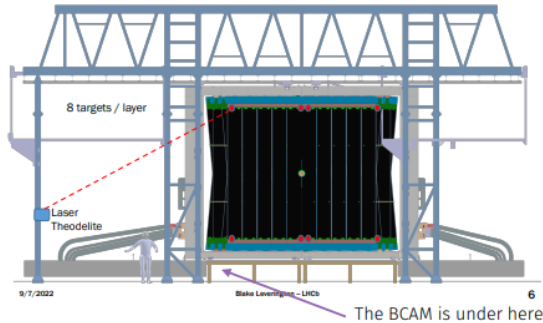 8 targets / layer
Laser
Theodelite
9/7/2022
Blake Leverington – LHCb
6
The BCAM is under here